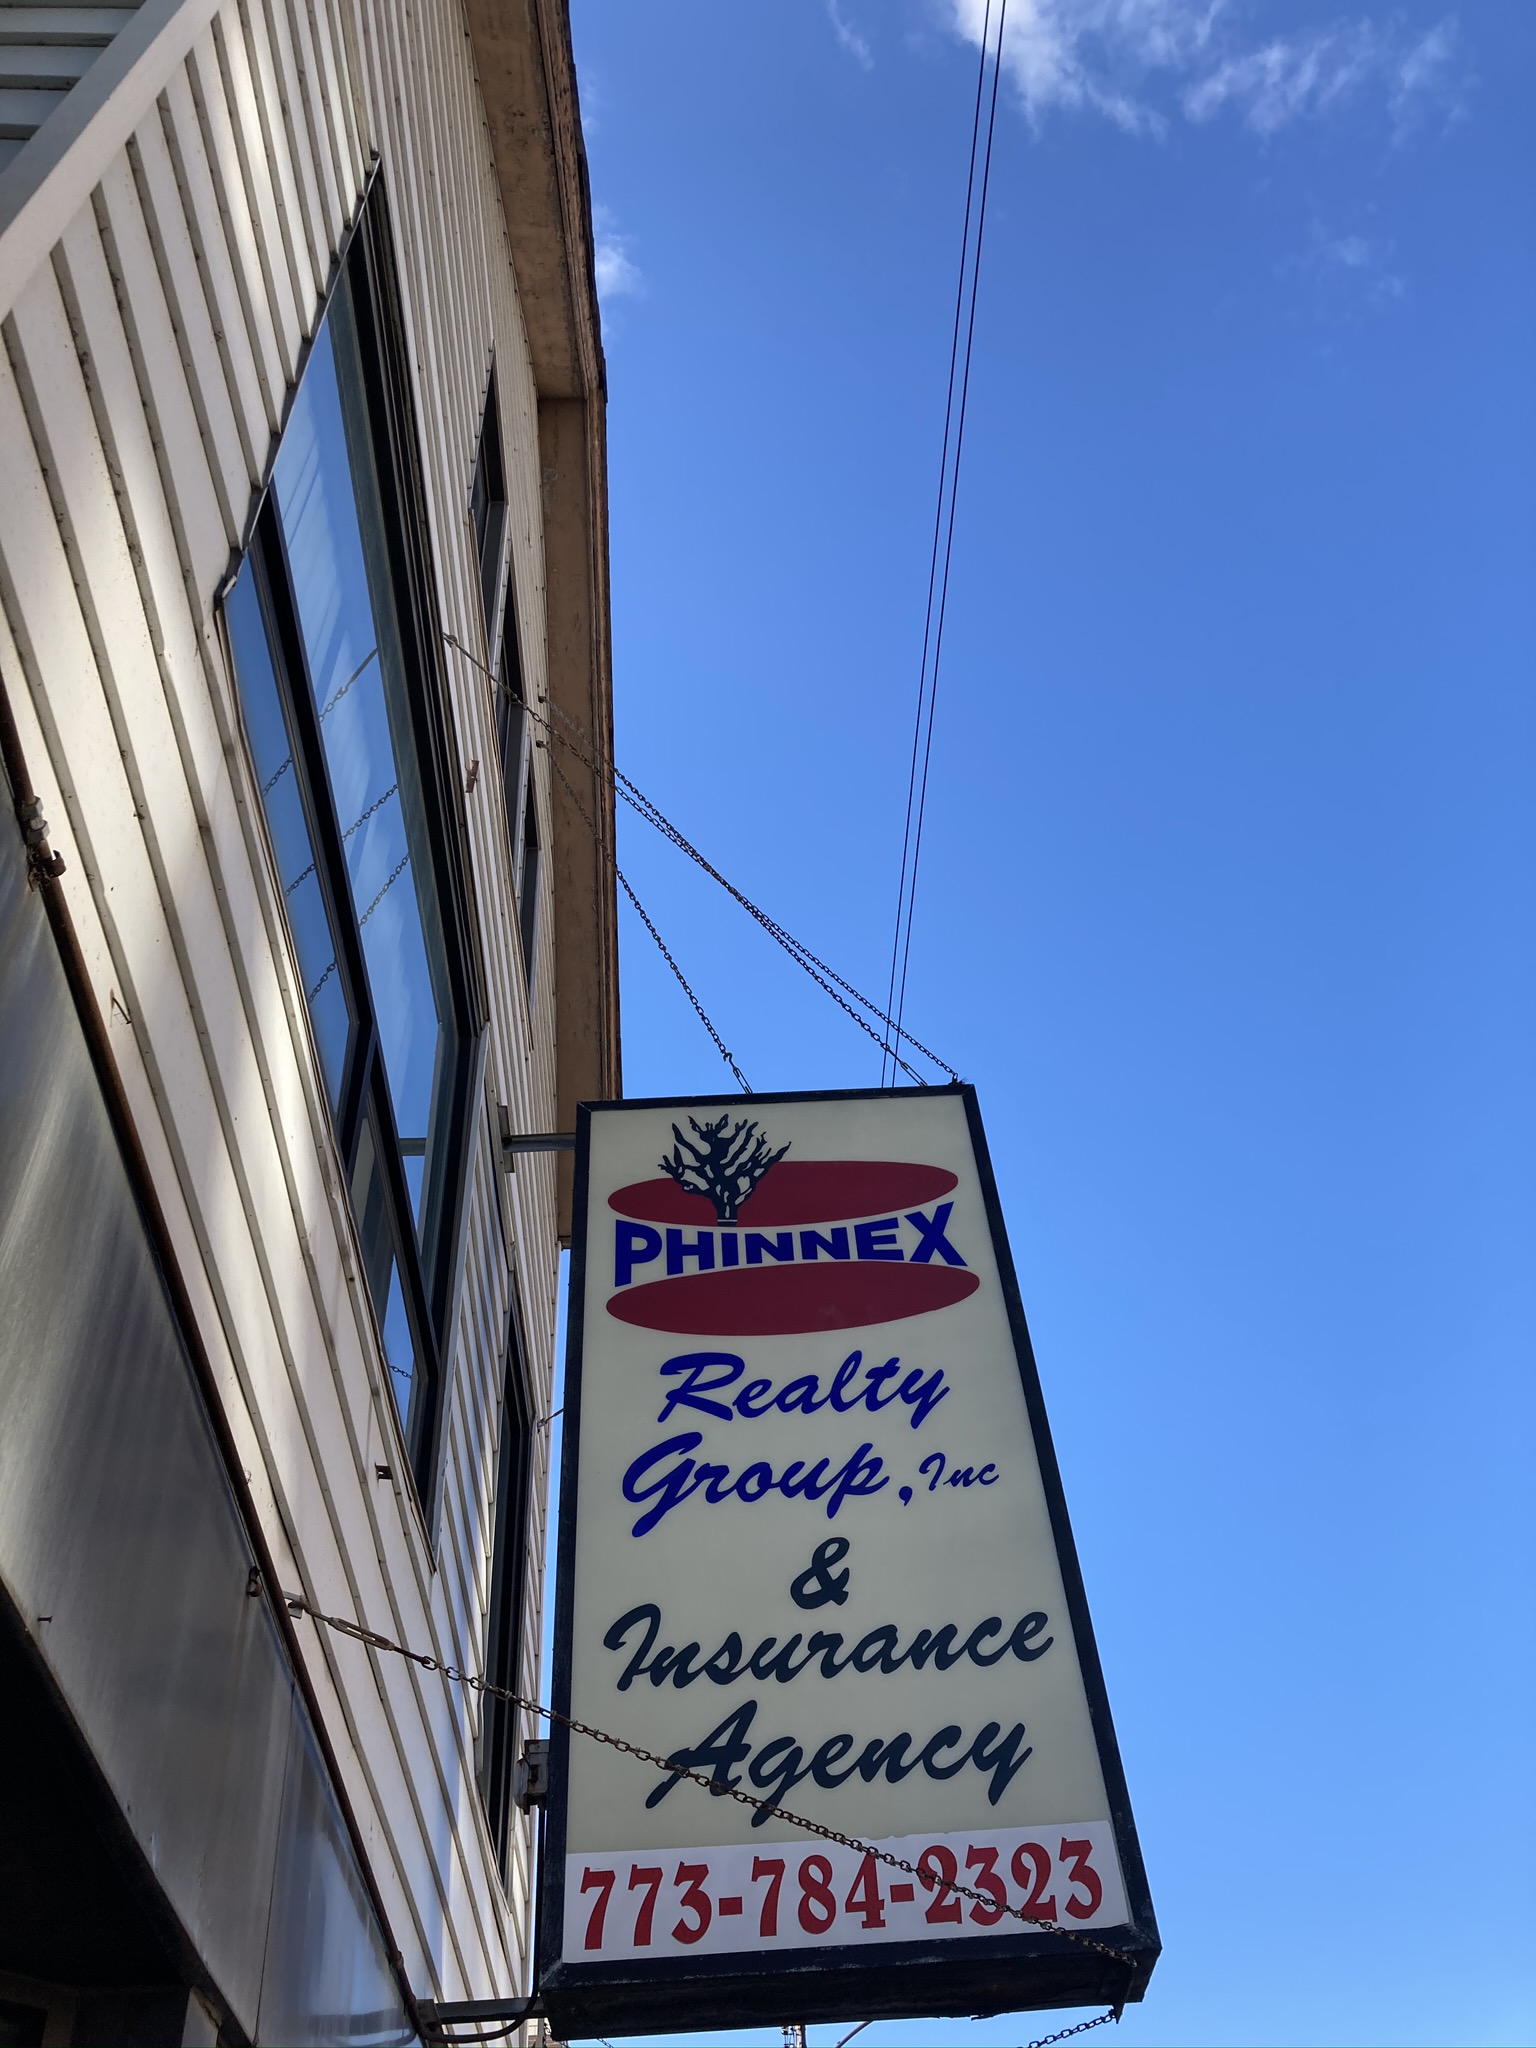 PHINNEX
Realty
Group, Inc
&
Insurance
Agency
773-784-2323